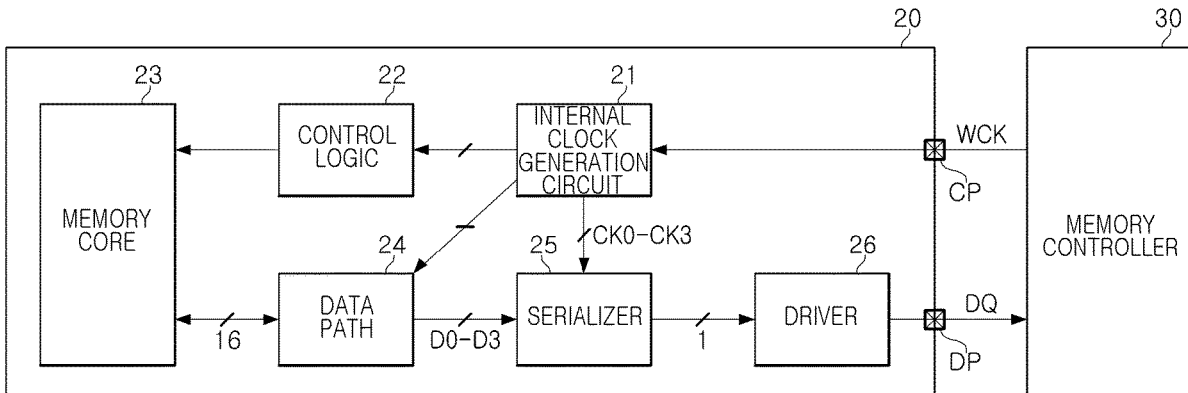 20
30
23
22
21
MEMORY
CORE
CONTROL
LOGIC
INTERNAL
CLOCK
GENERATION
CIRCUIT
WCK
CP
MEMORY
CONTROLLER
CK0-CK3
24
25
26
DATA
PATH
SERIALIZER
DRIVER
DQ
16
D0-D3
1
DP